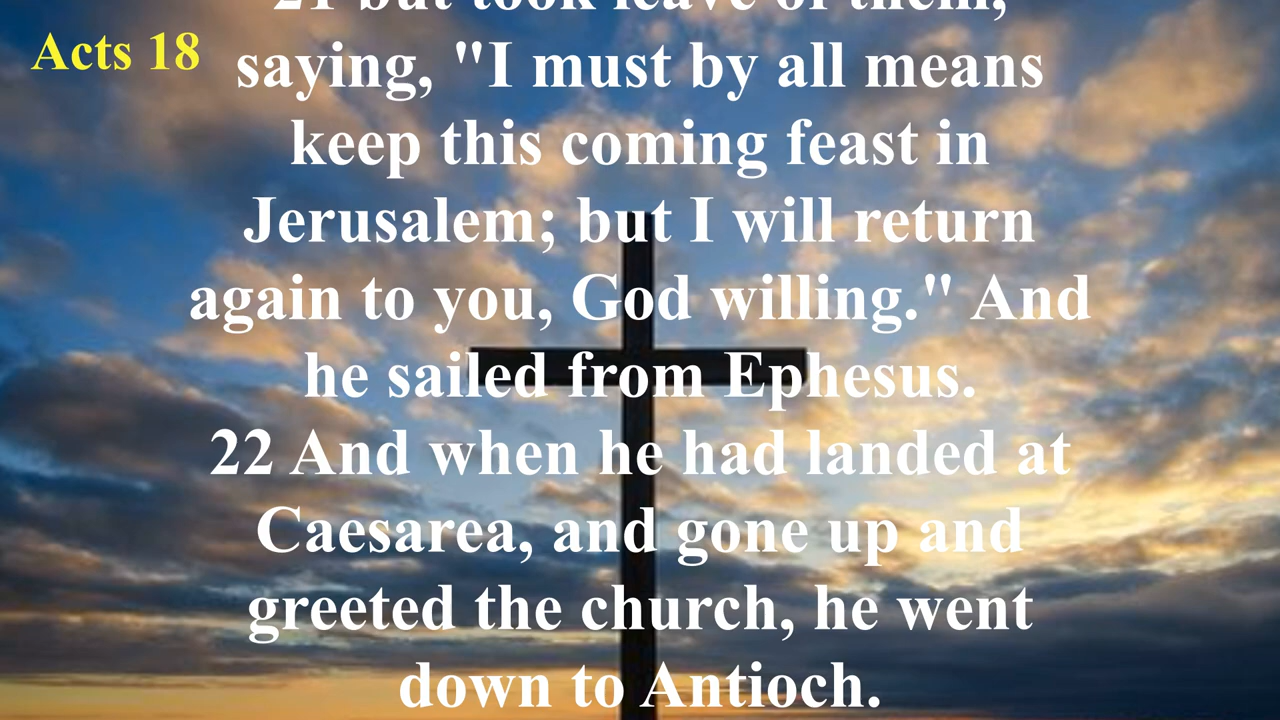 Acts 18
21 but took leave of them,
saying, "I must by all means
keep this coming feast in
Jerusalem; but I will return
again to you, God willing." And
he sailed from Ephesus.
22 And when he had landed at
Caesarea, and gone up and
greeted the church, he went
down to Antioch.